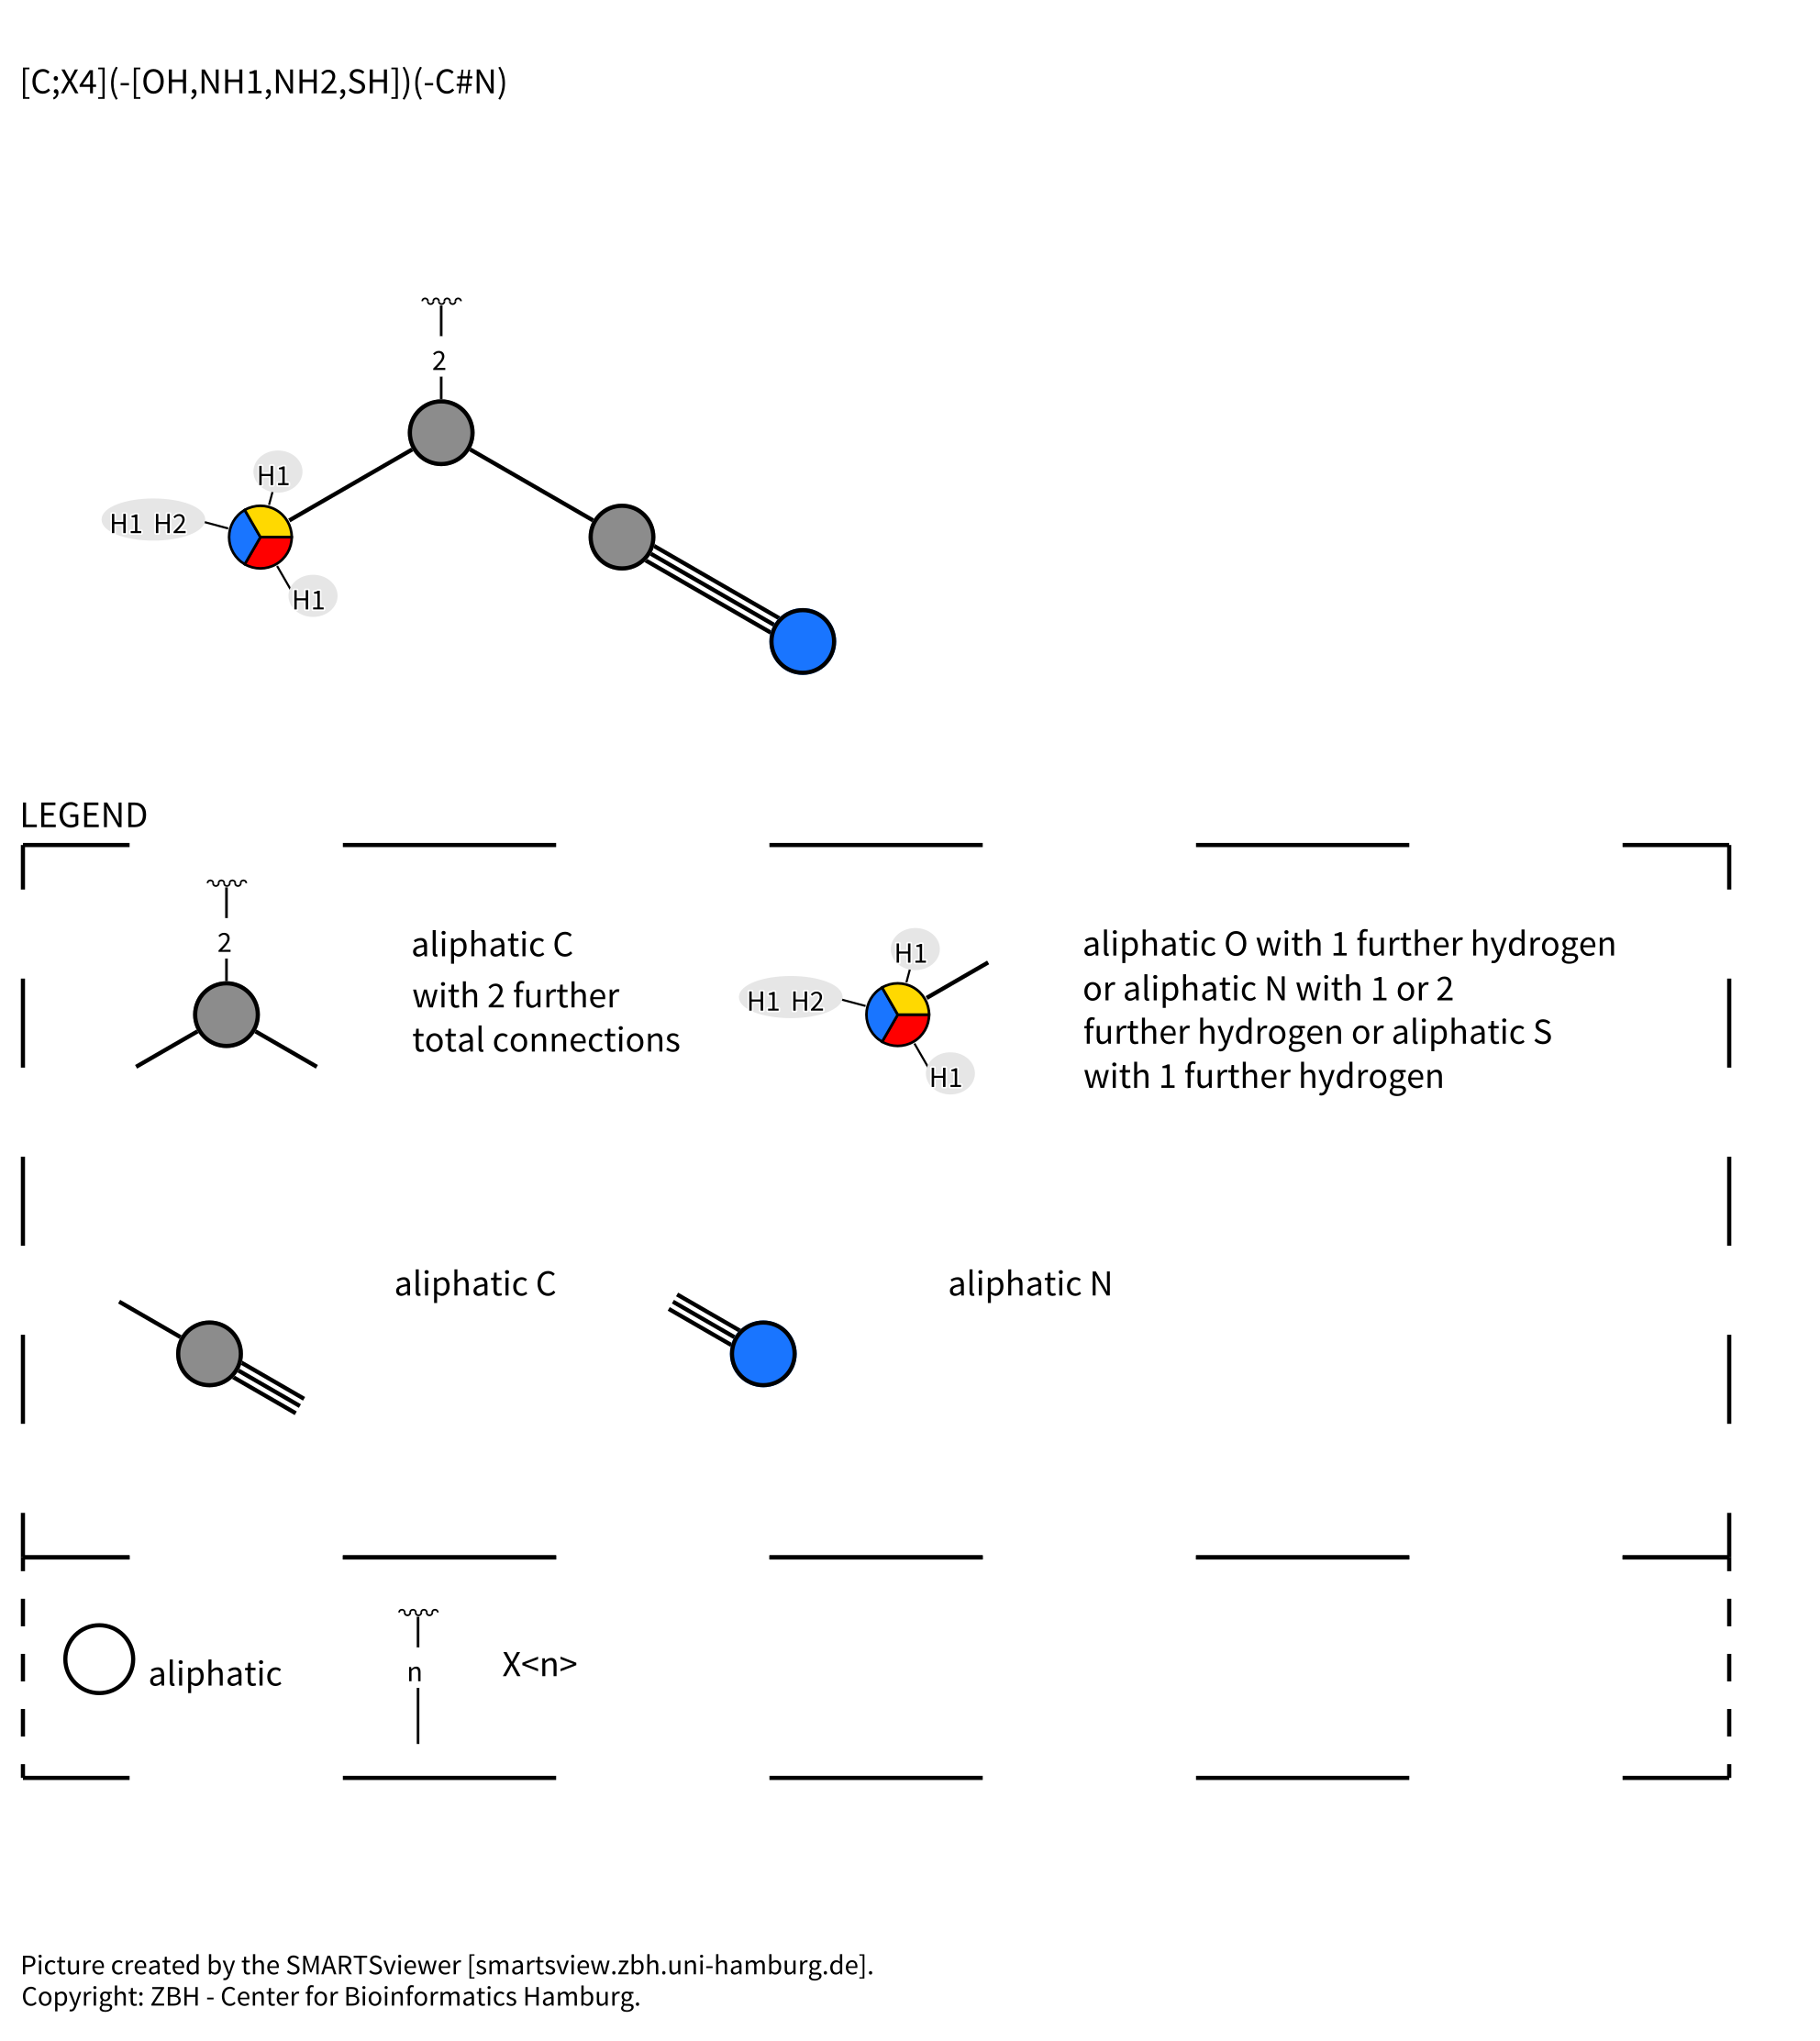 [C;X4](-[OH,NH1,NH2,SH])(-C#N)
2
H1
H1 H2
H1
LEGEND
2
aliphatic C
with 2 further
total connections
H1
H1 H2
H1
aliphatic O with 1 further hydrogen
or aliphatic N with 1 or 2
further hydrogen or aliphatic S
with 1 further hydrogen
aliphatic C
aliphatic N
aliphatic
n
X<n>
Picture created by the SMARTSviewer [smartsview.zbh.uni-hamburg.de].
Copyright: ZBH - Center for Bioinformatics Hamburg.